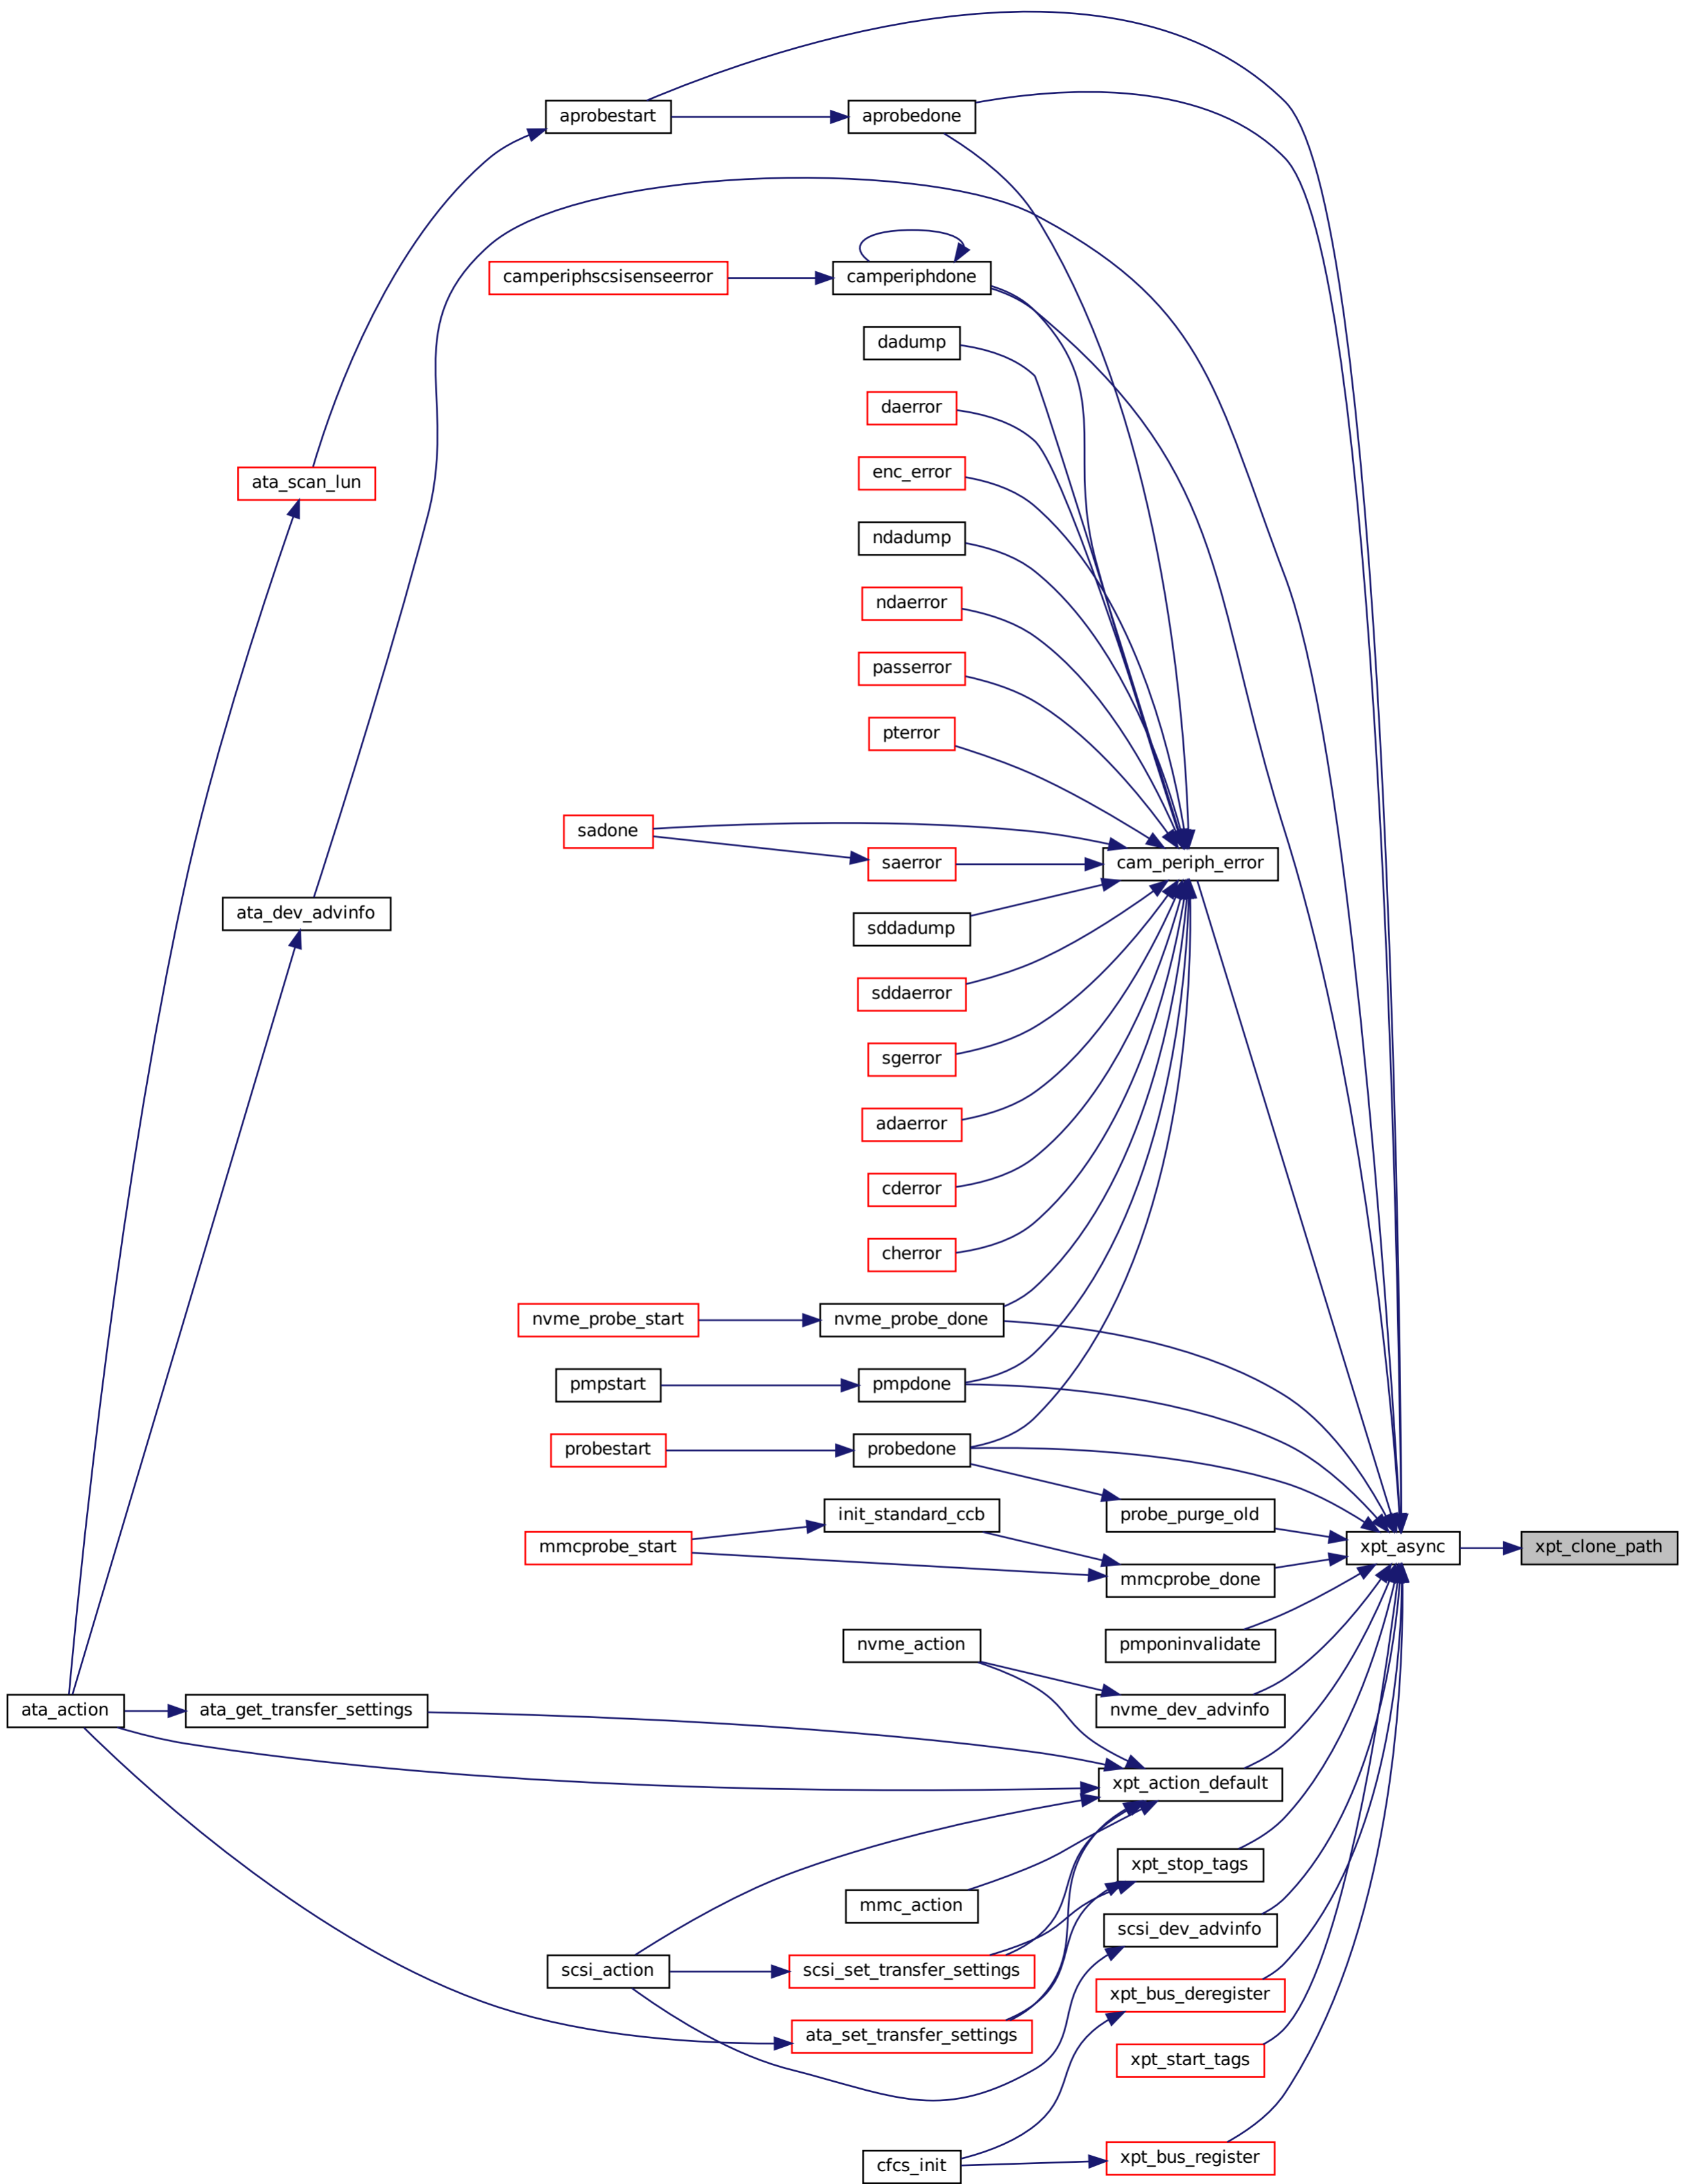 aprobestart
aprobedone
camperiphscsisenseerror
camperiphdone
dadump
daerror
enc_error
ata_scan_lun
ndadump
ndaerror
passerror
pterror
sadone
saerror
cam_periph_error
ata_dev_advinfo
sddadump
sddaerror
sgerror
adaerror
cderror
cherror
nvme_probe_start
nvme_probe_done
pmpstart
pmpdone
probestart
probedone
probe_purge_old
init_standard_ccb
mmcprobe_start
xpt_async
xpt_clone_path
mmcprobe_done
nvme_action
pmponinvalidate
ata_action
ata_get_transfer_settings
nvme_dev_advinfo
xpt_action_default
xpt_stop_tags
mmc_action
scsi_dev_advinfo
scsi_action
scsi_set_transfer_settings
xpt_bus_deregister
ata_set_transfer_settings
xpt_start_tags
xpt_bus_register
cfcs_init